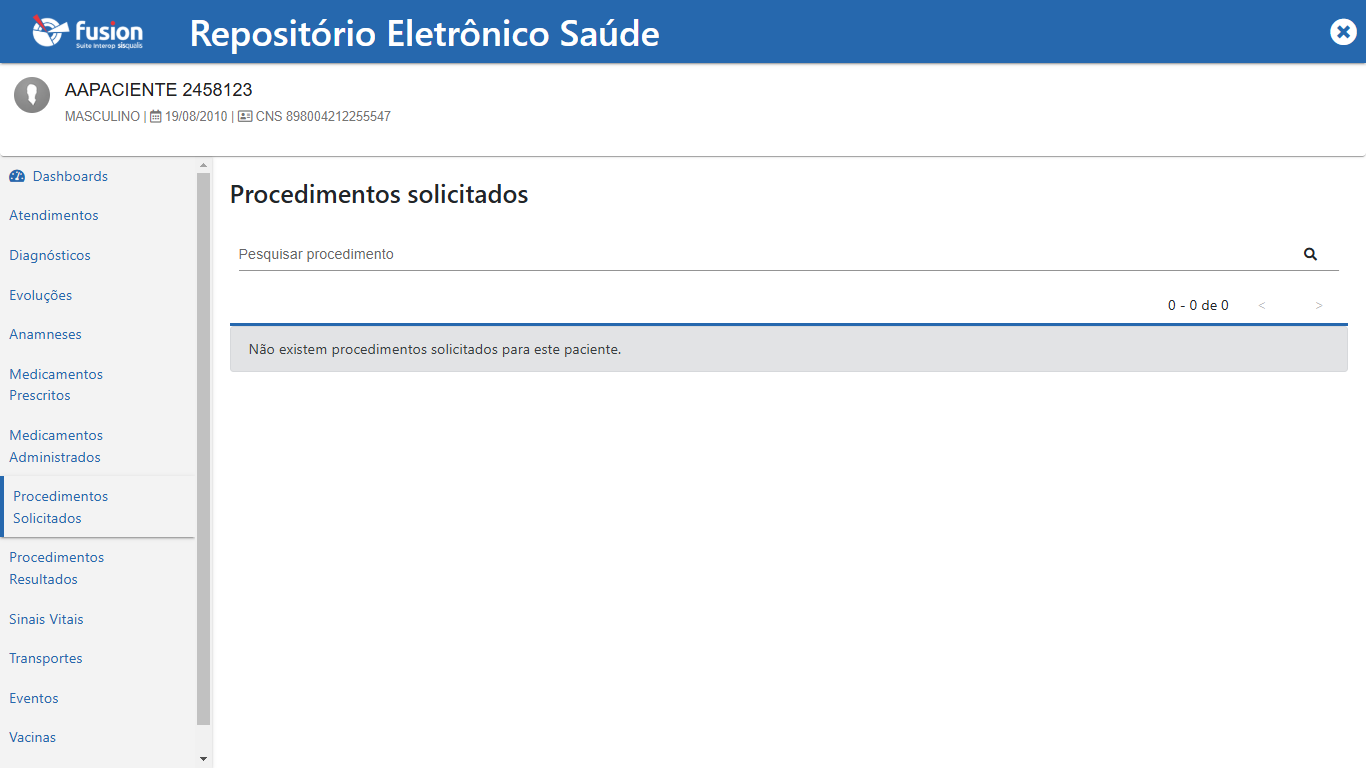 fusion
Suite Interop sisqualis
Repositório Eletrônico Saúde
AAPACIENTE 2458123
MASCULINO | 19/08/2010 | CNS 898004212255547
Dashboards
Atendimentos
Diagnósticos
Evoluções
Anamneses
Medicamentos
Prescritos
Medicamentos
Administrados
Procedimentos
Solicitados
Procedimentos
Resultados
Sinais Vitais
Transportes
Eventos
Vacinas
Procedimentos solicitados
Pesquisar procedimento
0 - 0 de 0 < >
Não existem procedimentos solicitados para este paciente.